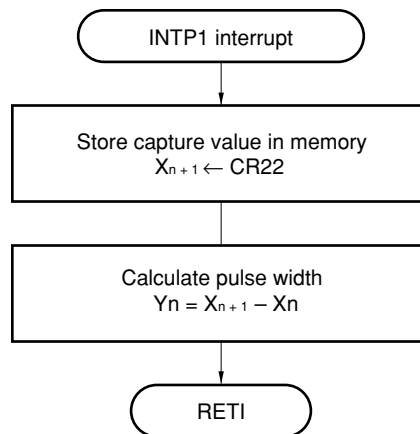 INTP1 interrupt
Store capture value in memory
Xn + 1 ← CR22
Calculate pulse width
Yn = Xn + 1 – Xn
RETI